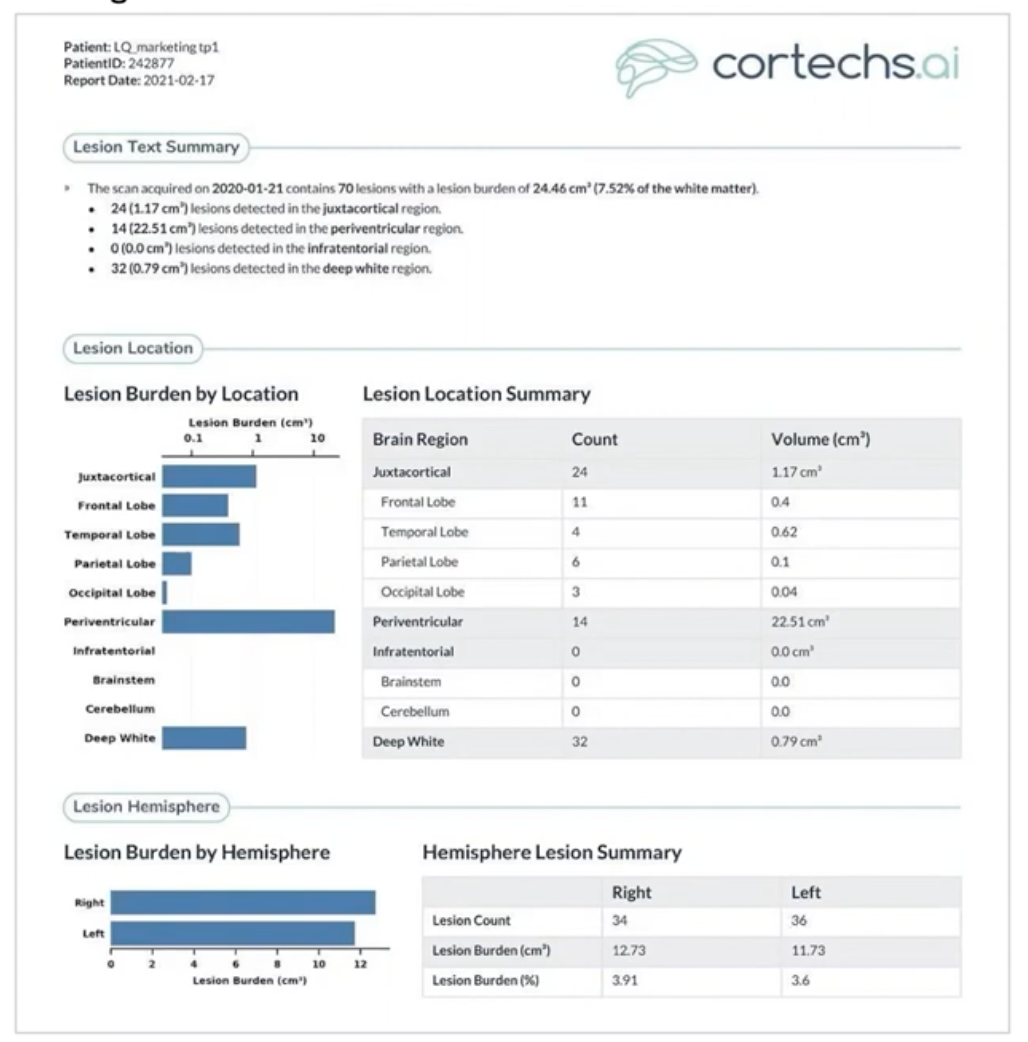 Patient: LQ_marketing tp1
PatientID: 242877
Report Date: 2021-02-17
cortechs.ai
Lesion Text Summary
The scan acquired on 2020-01-21 contains 70 lesions with a lesion burden of 24.46 cm³ (7.52% of the white matter).
24 (1.17 cm³) lesions detected in the juxtacortical region.
14 (22.51 cm³) lesions detected in the periventricular region.
0 (0.0 cm³) lesions detected in the infratentorial region.
32 (0.79 cm³) lesions detected in the deep white region.
Lesion Location
Lesion Burden by Location
Lesion Burden (cm³)
0.1 1 10
Juxtacortical
Frontal Lobe
Temporal Lobe
Parietal Lobe
Occipital Lobe
Periventricular
Infratentorial
Brainstem
Cerebellum
Deep White
Lesion Location Summary
Brain Region Count Volume (cm³)
Juxtacortical 24 1.17 cm³
Frontal Lobe 11 0.4
Temporal Lobe 4 0.62
Parietal Lobe 6 0.1
Occipital Lobe 3 0.04
Periventricular 14 22.51 cm³
Infratentorial 0 0.0 cm³
Brainstem 0 0.0
Cerebellum 0 0.0
Deep White 32 0.79 cm³
Lesion Hemisphere
Lesion Burden by Hemisphere
Right
Left
0 2 4 6 8 10 12
Lesion Burden (cm³)
Hemisphere Lesion Summary
Right Left
Lesion Count 34 36
Lesion Burden (cm³) 12.73 11.73
Lesion Burden (%) 3.91 3.6